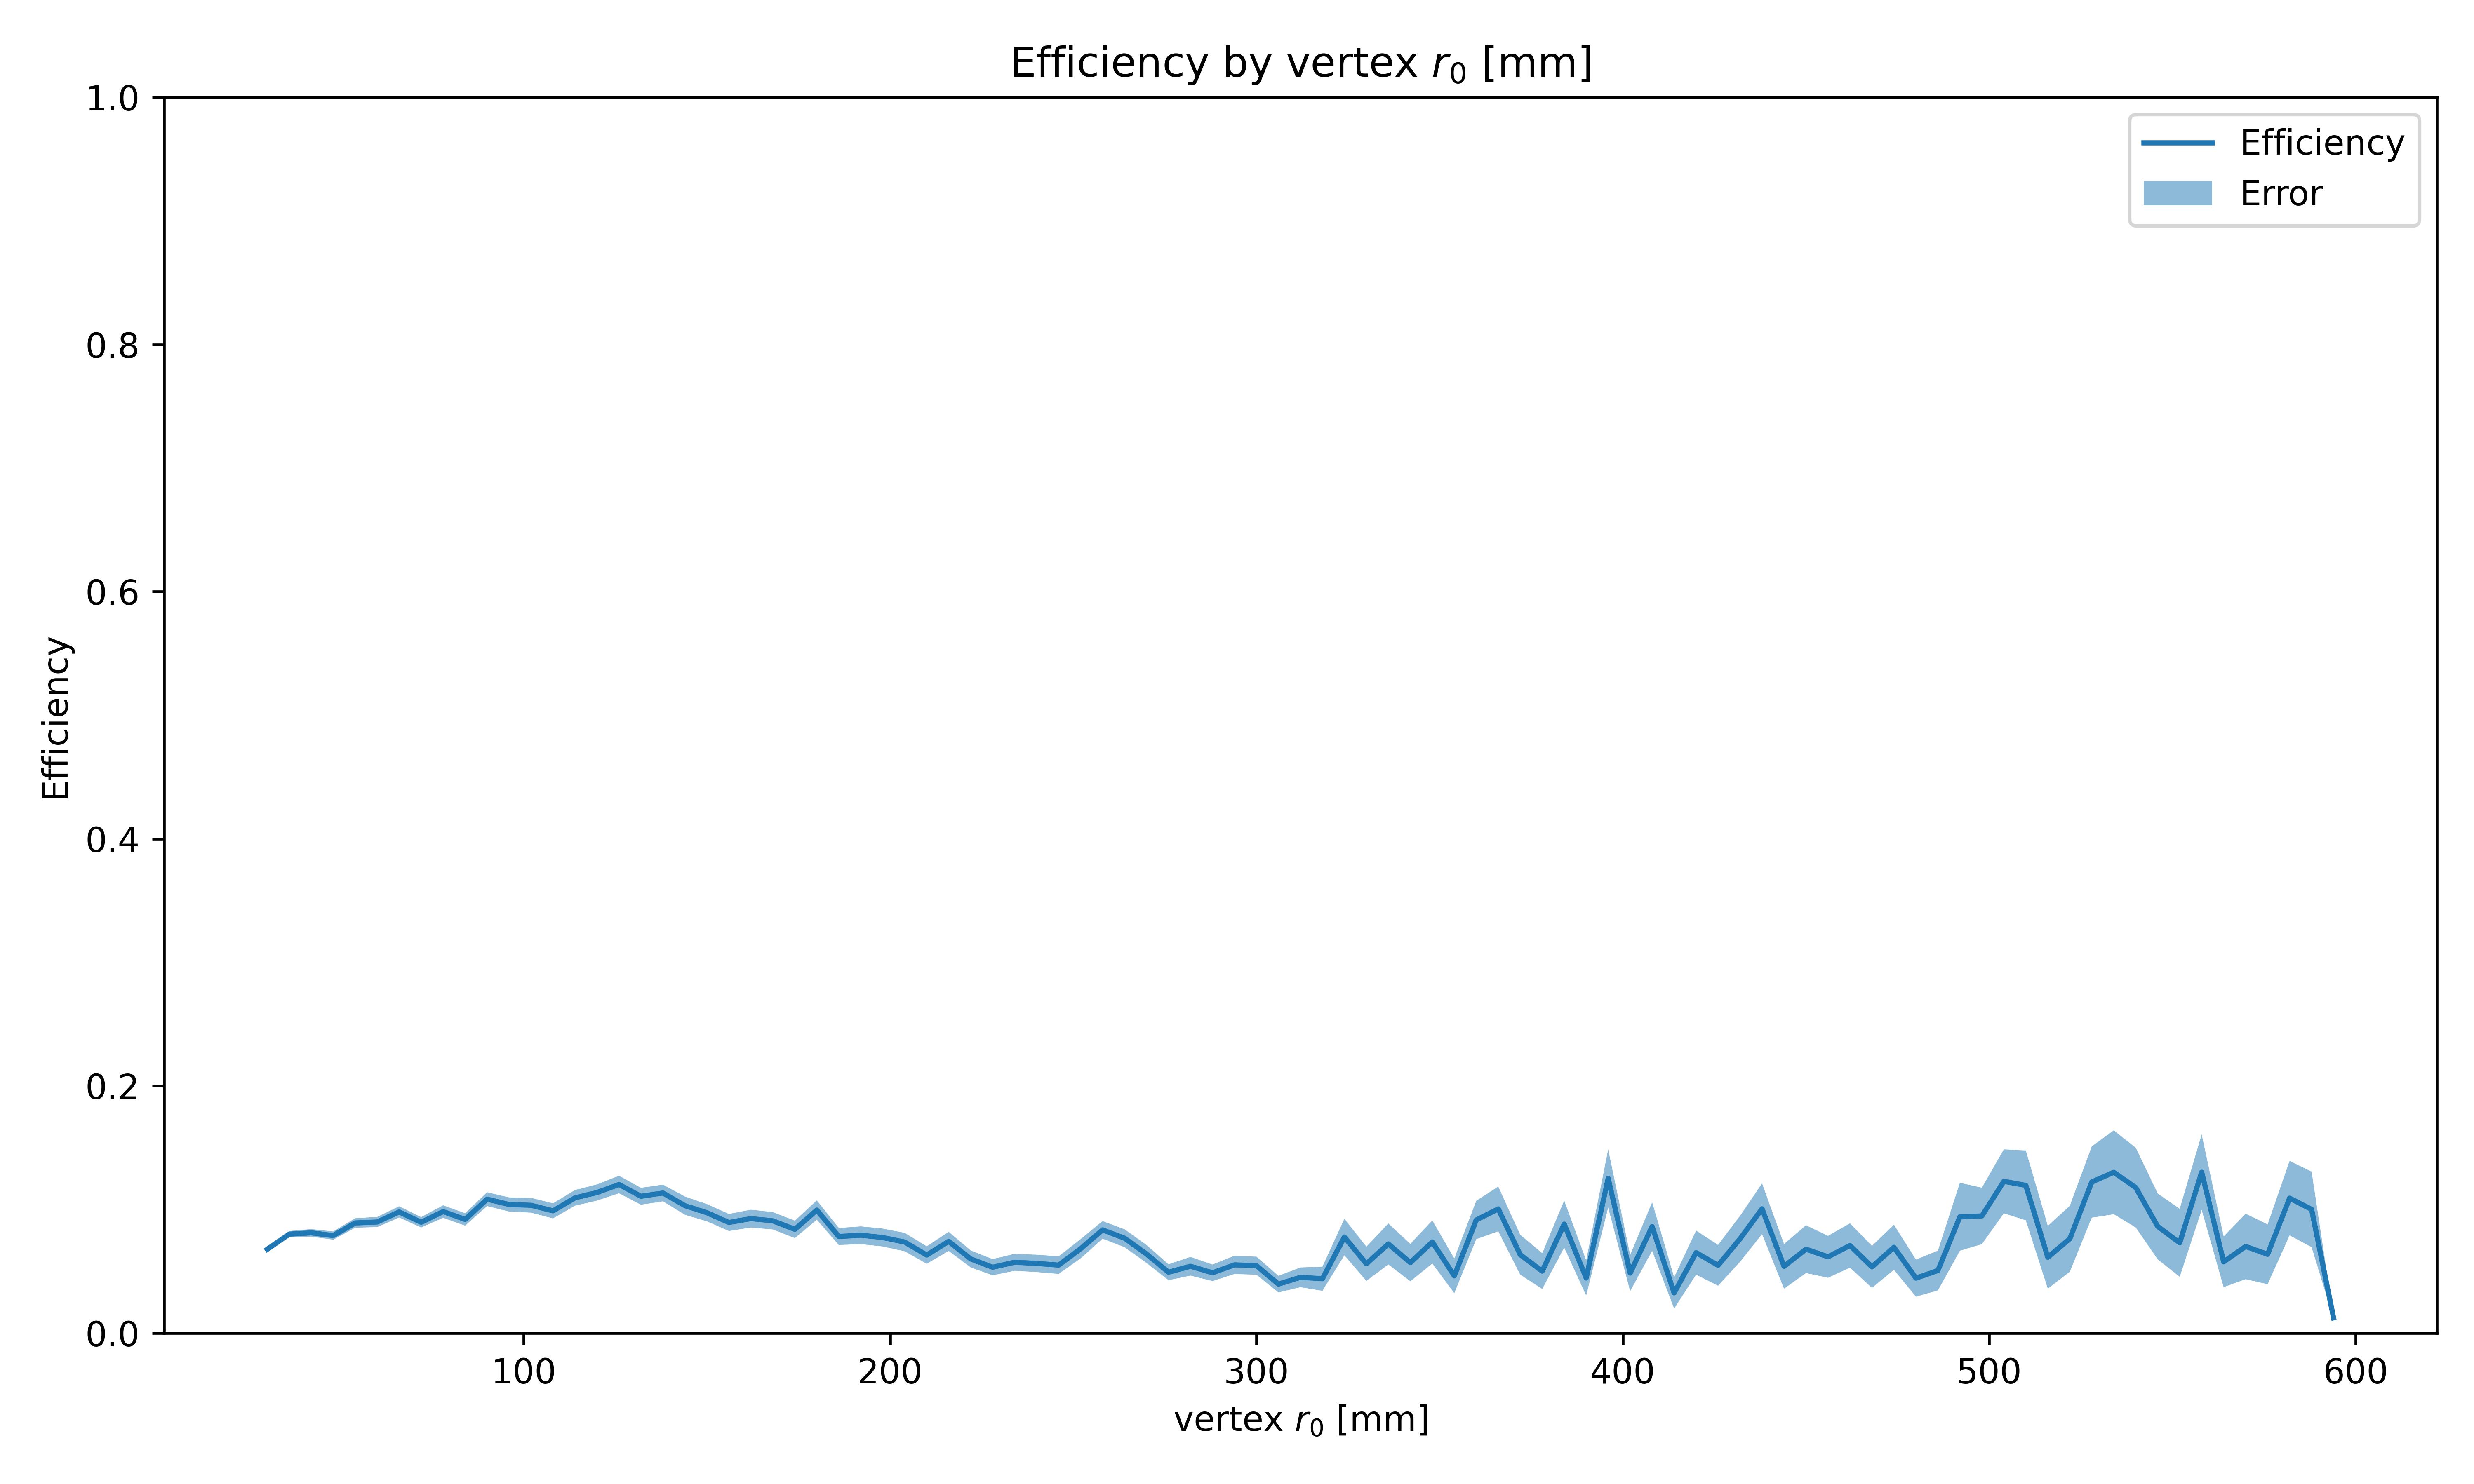 Efficiency by vertex r₀ [mm]
1.0
0.8
0.6
0.4
0.2
0.0
Efficiency
Efficiency
Error
100 200 300 400 500 600
vertex r₀ [mm]